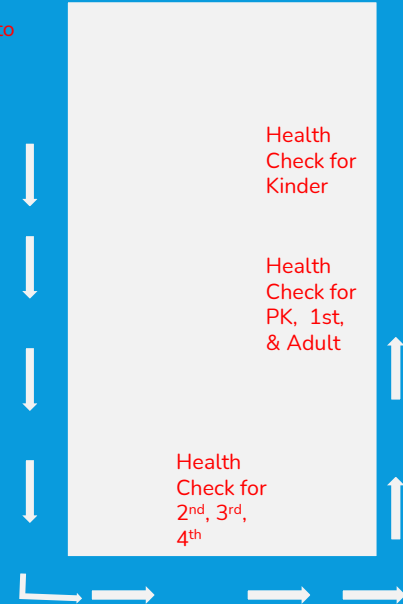 to
Health
Check for
Kinder
Health
Check for
PK, 1st,
& Adult
Health
Check for
2nd, 3rd,
4th